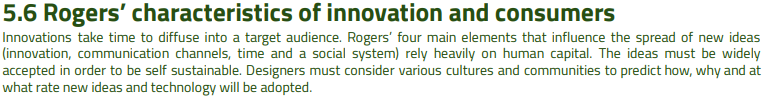 5.6 Rogers’ characteristics of innovation and consumers
Innovations take time to diffuse into a target audience. Rogers’ four main elements that influence the spread of new ideas
(innovation, communication channels, time and a social system) rely heavily on human capital. The ideas must be widely
accepted in order to be self sustainable. Designers must consider various cultures and communities to predict how, why and at
what rate new ideas and technology will be adopted.